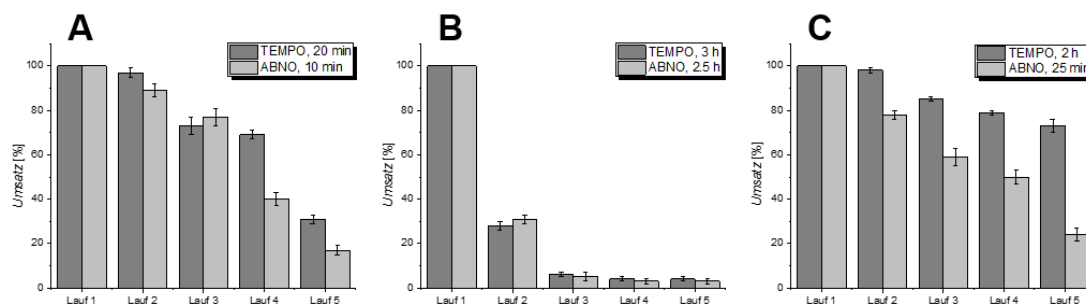 A
TEMPO, 20 min
ABNO, 10 min
Umsatz [%]
100
80
60
40
20
0
Lauf 1 Lauf 2 Lauf 3 Lauf 4 Lauf 5
B
TEMPO, 3 h
ABNO, 2.5 h
Umsatz [%]
100
80
60
40
20
0
Lauf 1 Lauf 2 Lauf 3 Lauf 4 Lauf 5
C
TEMPO, 2 h
ABNO, 25 min
Umsatz [%]
100
80
60
40
20
0
Lauf 1 Lauf 2 Lauf 3 Lauf 4 Lauf 5